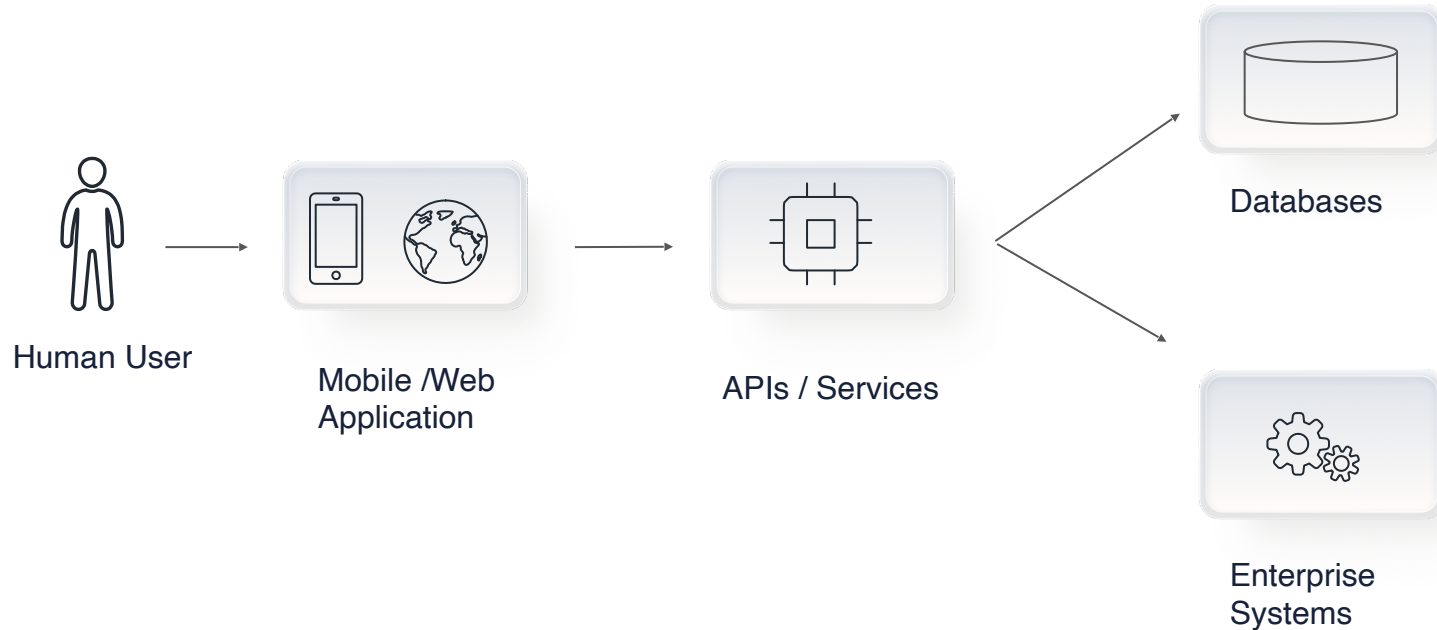 Human User
Mobile /Web
Application
APIs / Services
Databases
Enterprise
Systems